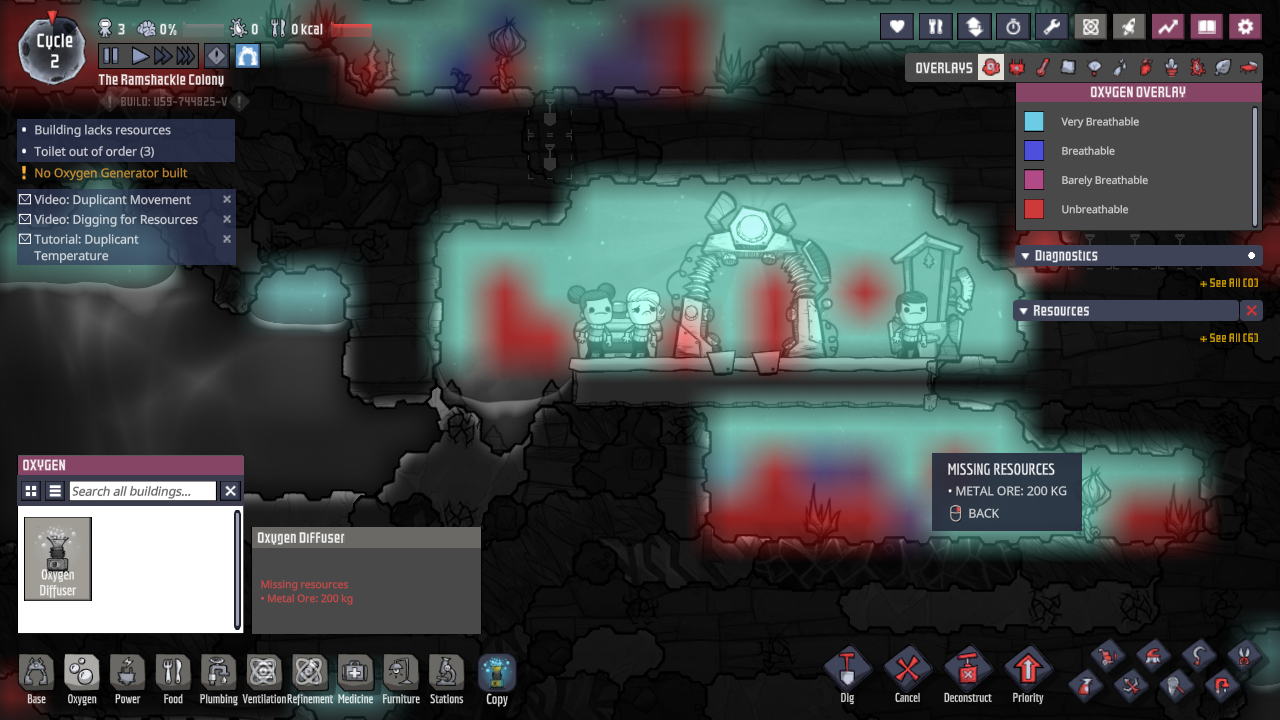 Cycle
2
3
0%
0
0 kcal
The Ramshackle Colony
BUILD: U59-744825-V
Building lacks resources
Toilet out of order (3)
No Oxygen Generator built
Video: Duplicant Movement
Video: Digging for Resources
Tutorial: Duplicant
Temperature
OVERLAYS
OXYGEN OVERLAY
Very Breathable
Breathable
Barely Breathable
Unbreathable
Diagnostics
+ See All (0)
Resources
+ See All (6)
MISSING RESOURCES
• METAL ORE: 200 KG
BACK
OXYGEN
Search all buildings...
Oxygen
Diffuser
Oxygen Diffuser
Missing resources
• Metal Ore: 200 kg
Base
Oxygen
Power
Food
Plumbing
Ventilation
Refinement
Medicine
Furniture
Stations
Copy
Dig
Cancel
Deconstruct
Priority